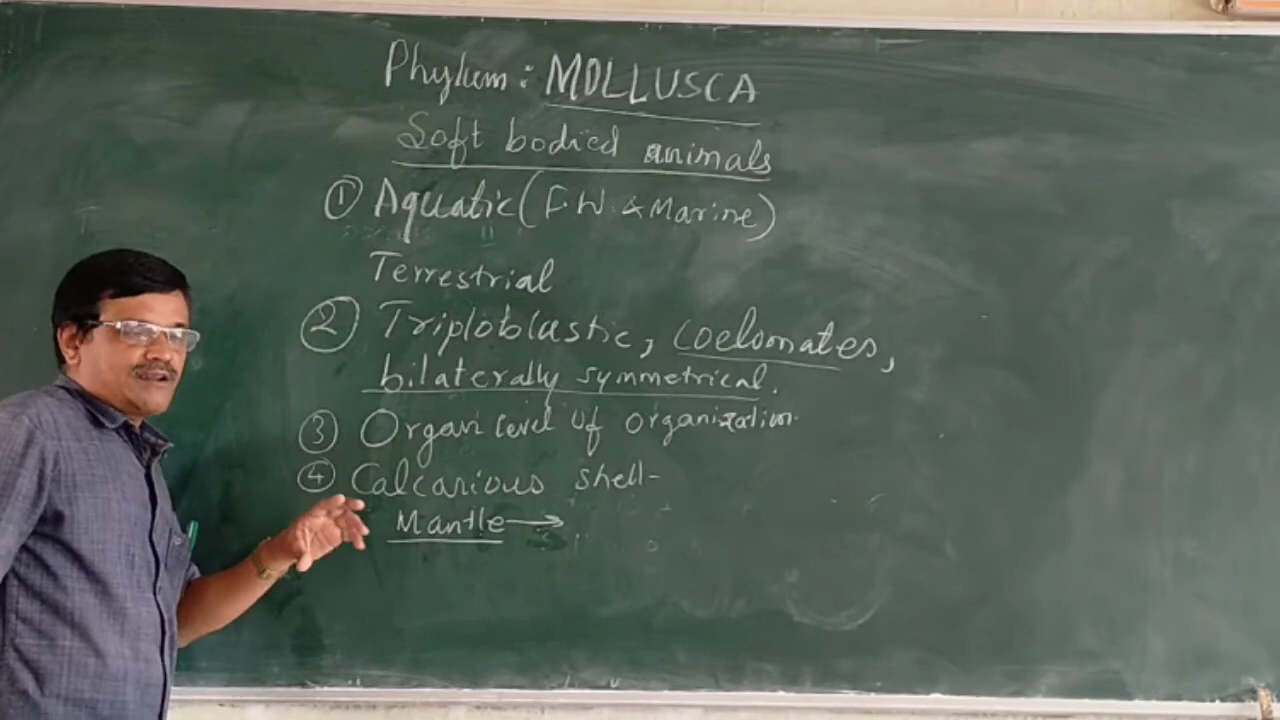 Phylum : MOLLUSCA
Soft bodied animals
① Aquatic (F.W. & Marine)
Terrestrial
② Triploblastic, coelomates,
bilaterally symmetrical.
③ Organ level of organization.
④ Calcarious shell-
Mantle →